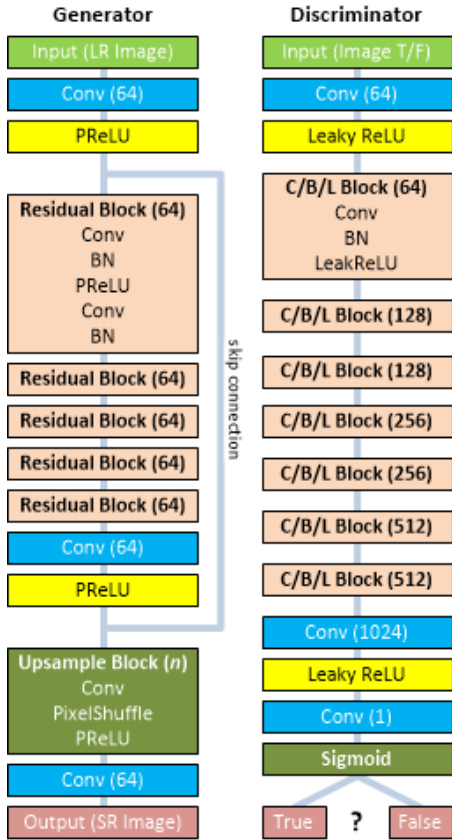 Generator
Input (LR Image)
Conv (64)
PReLU
Residual Block (64)
Conv
BN
PReLU
Conv
BN
Residual Block (64)
Residual Block (64)
Residual Block (64)
Residual Block (64)
Conv (64)
PReLU
skip connection
Upsample Block (n)
Conv
PixelShuffle
PReLU
Conv (64)
Output (SR Image)
Discriminator
Input (Image T/F)
Conv (64)
Leaky ReLU
C/B/L Block (64)
Conv
BN
LeakReLU
C/B/L Block (128)
C/B/L Block (128)
C/B/L Block (256)
C/B/L Block (256)
C/B/L Block (512)
C/B/L Block (512)
Conv (1024)
Leaky ReLU
Conv (1)
Sigmoid
True ? False